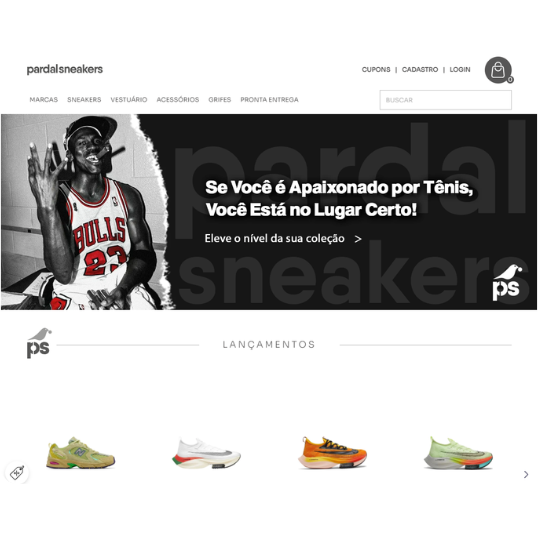 pardalsneakers
CUPONS | CADASTRO | LOGIN
0
MARCAS SNEAKERS VESTUÁRIO ACESSÓRIOS GRIFES PRONTA ENTREGA
BUSCAR
pardal
sneakers
BULLS
23
Se Você é Apaixonado por Tênis,
Você Está no Lugar Certo!
Eleve o nível da sua coleção >
ps
ps
LANÇAMENTOS